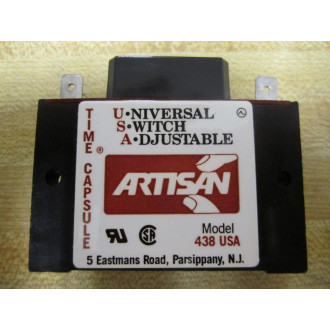 TIME CAPSULE ®
U•NIVERSAL
S•WITCH
A•DJUSTABLE
ARTISAN
Model
438 USA
5 Eastmans Road, Parsippany, N.J.